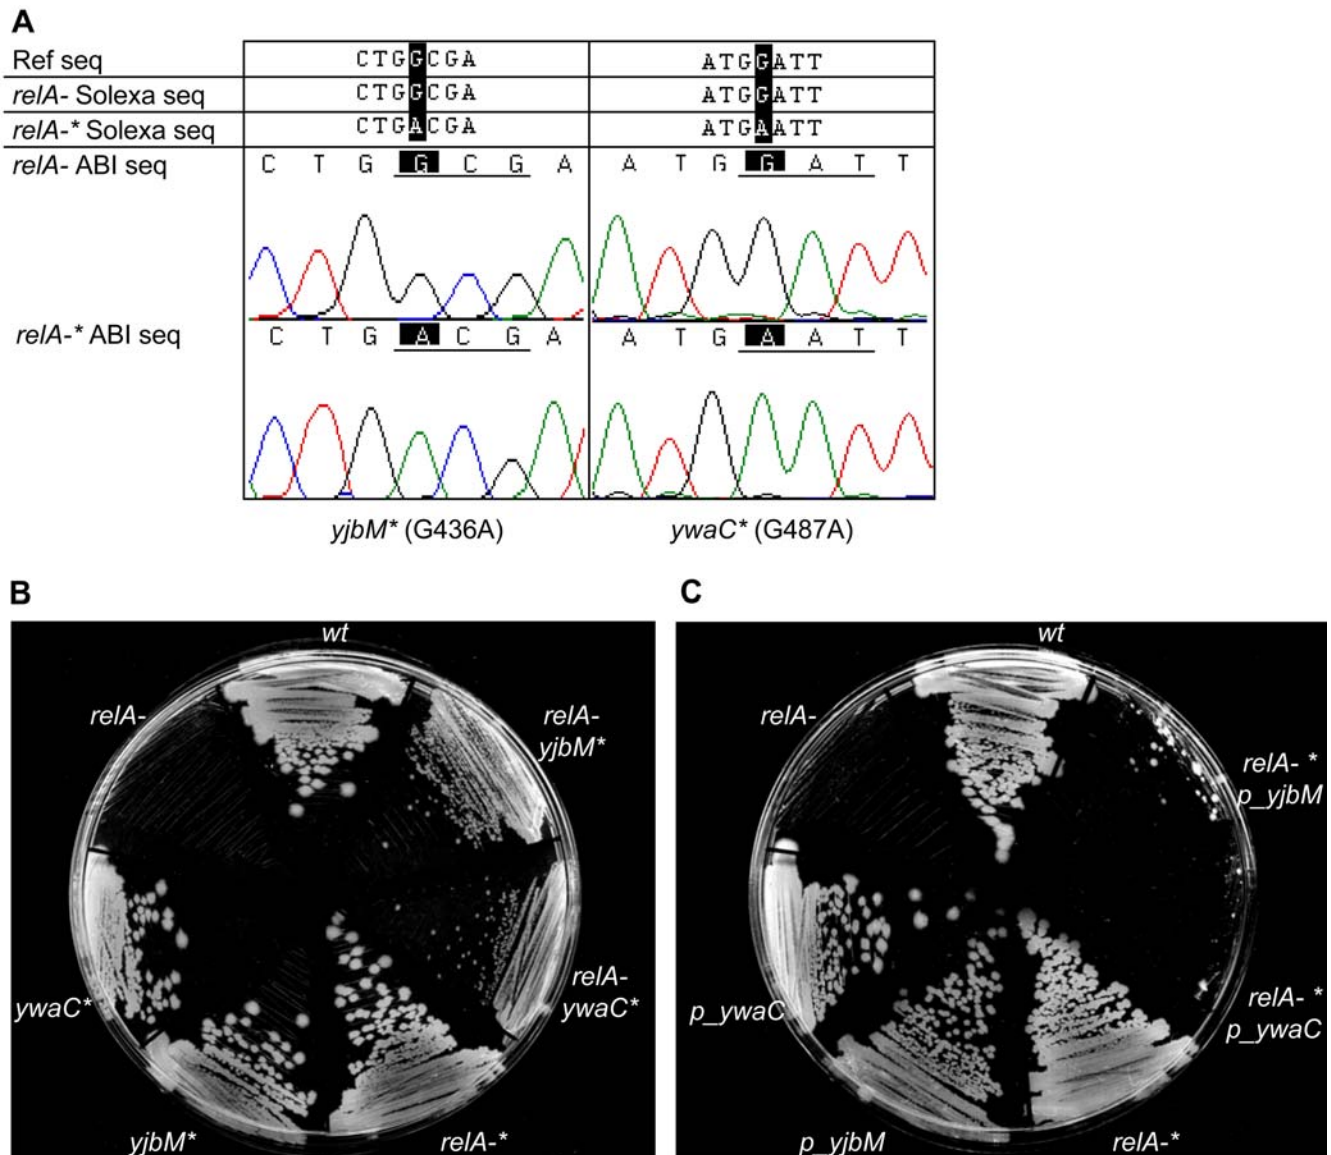 A
Ref seq CTGGCGA ATGGATT
relA- Solexa seq CTGGCGA ATGGATT
relA-* Solexa seq CTGACGA ATGAATT
relA- ABI seq C T G G C G A A T G G A T T
relA-* ABI seq C T G A C G A A T G A A T T
yjbM* (G436A) ywaC* (G487A)
B
wt
relA-
relA-
yjbM*
ywaC*
relA-
ywaC*
yjbM*
relA-*
C
wt
relA-
relA- *
p_yjbM
p_ywaC
relA- *
p_ywaC
p_yjbM
relA-*